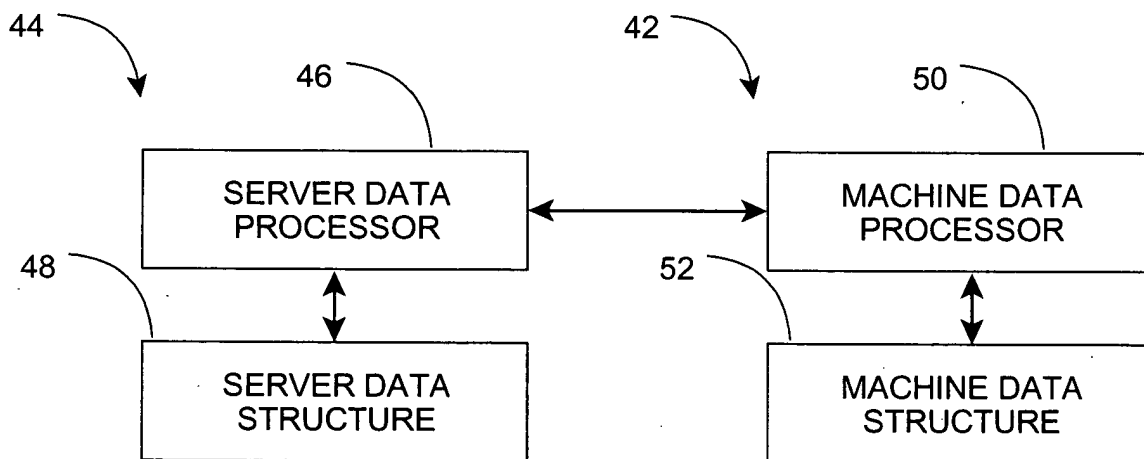 44
42
46
50
SERVER DATA
PROCESSOR
MACHINE DATA
PROCESSOR
48
52
SERVER DATA
STRUCTURE
MACHINE DATA
STRUCTURE